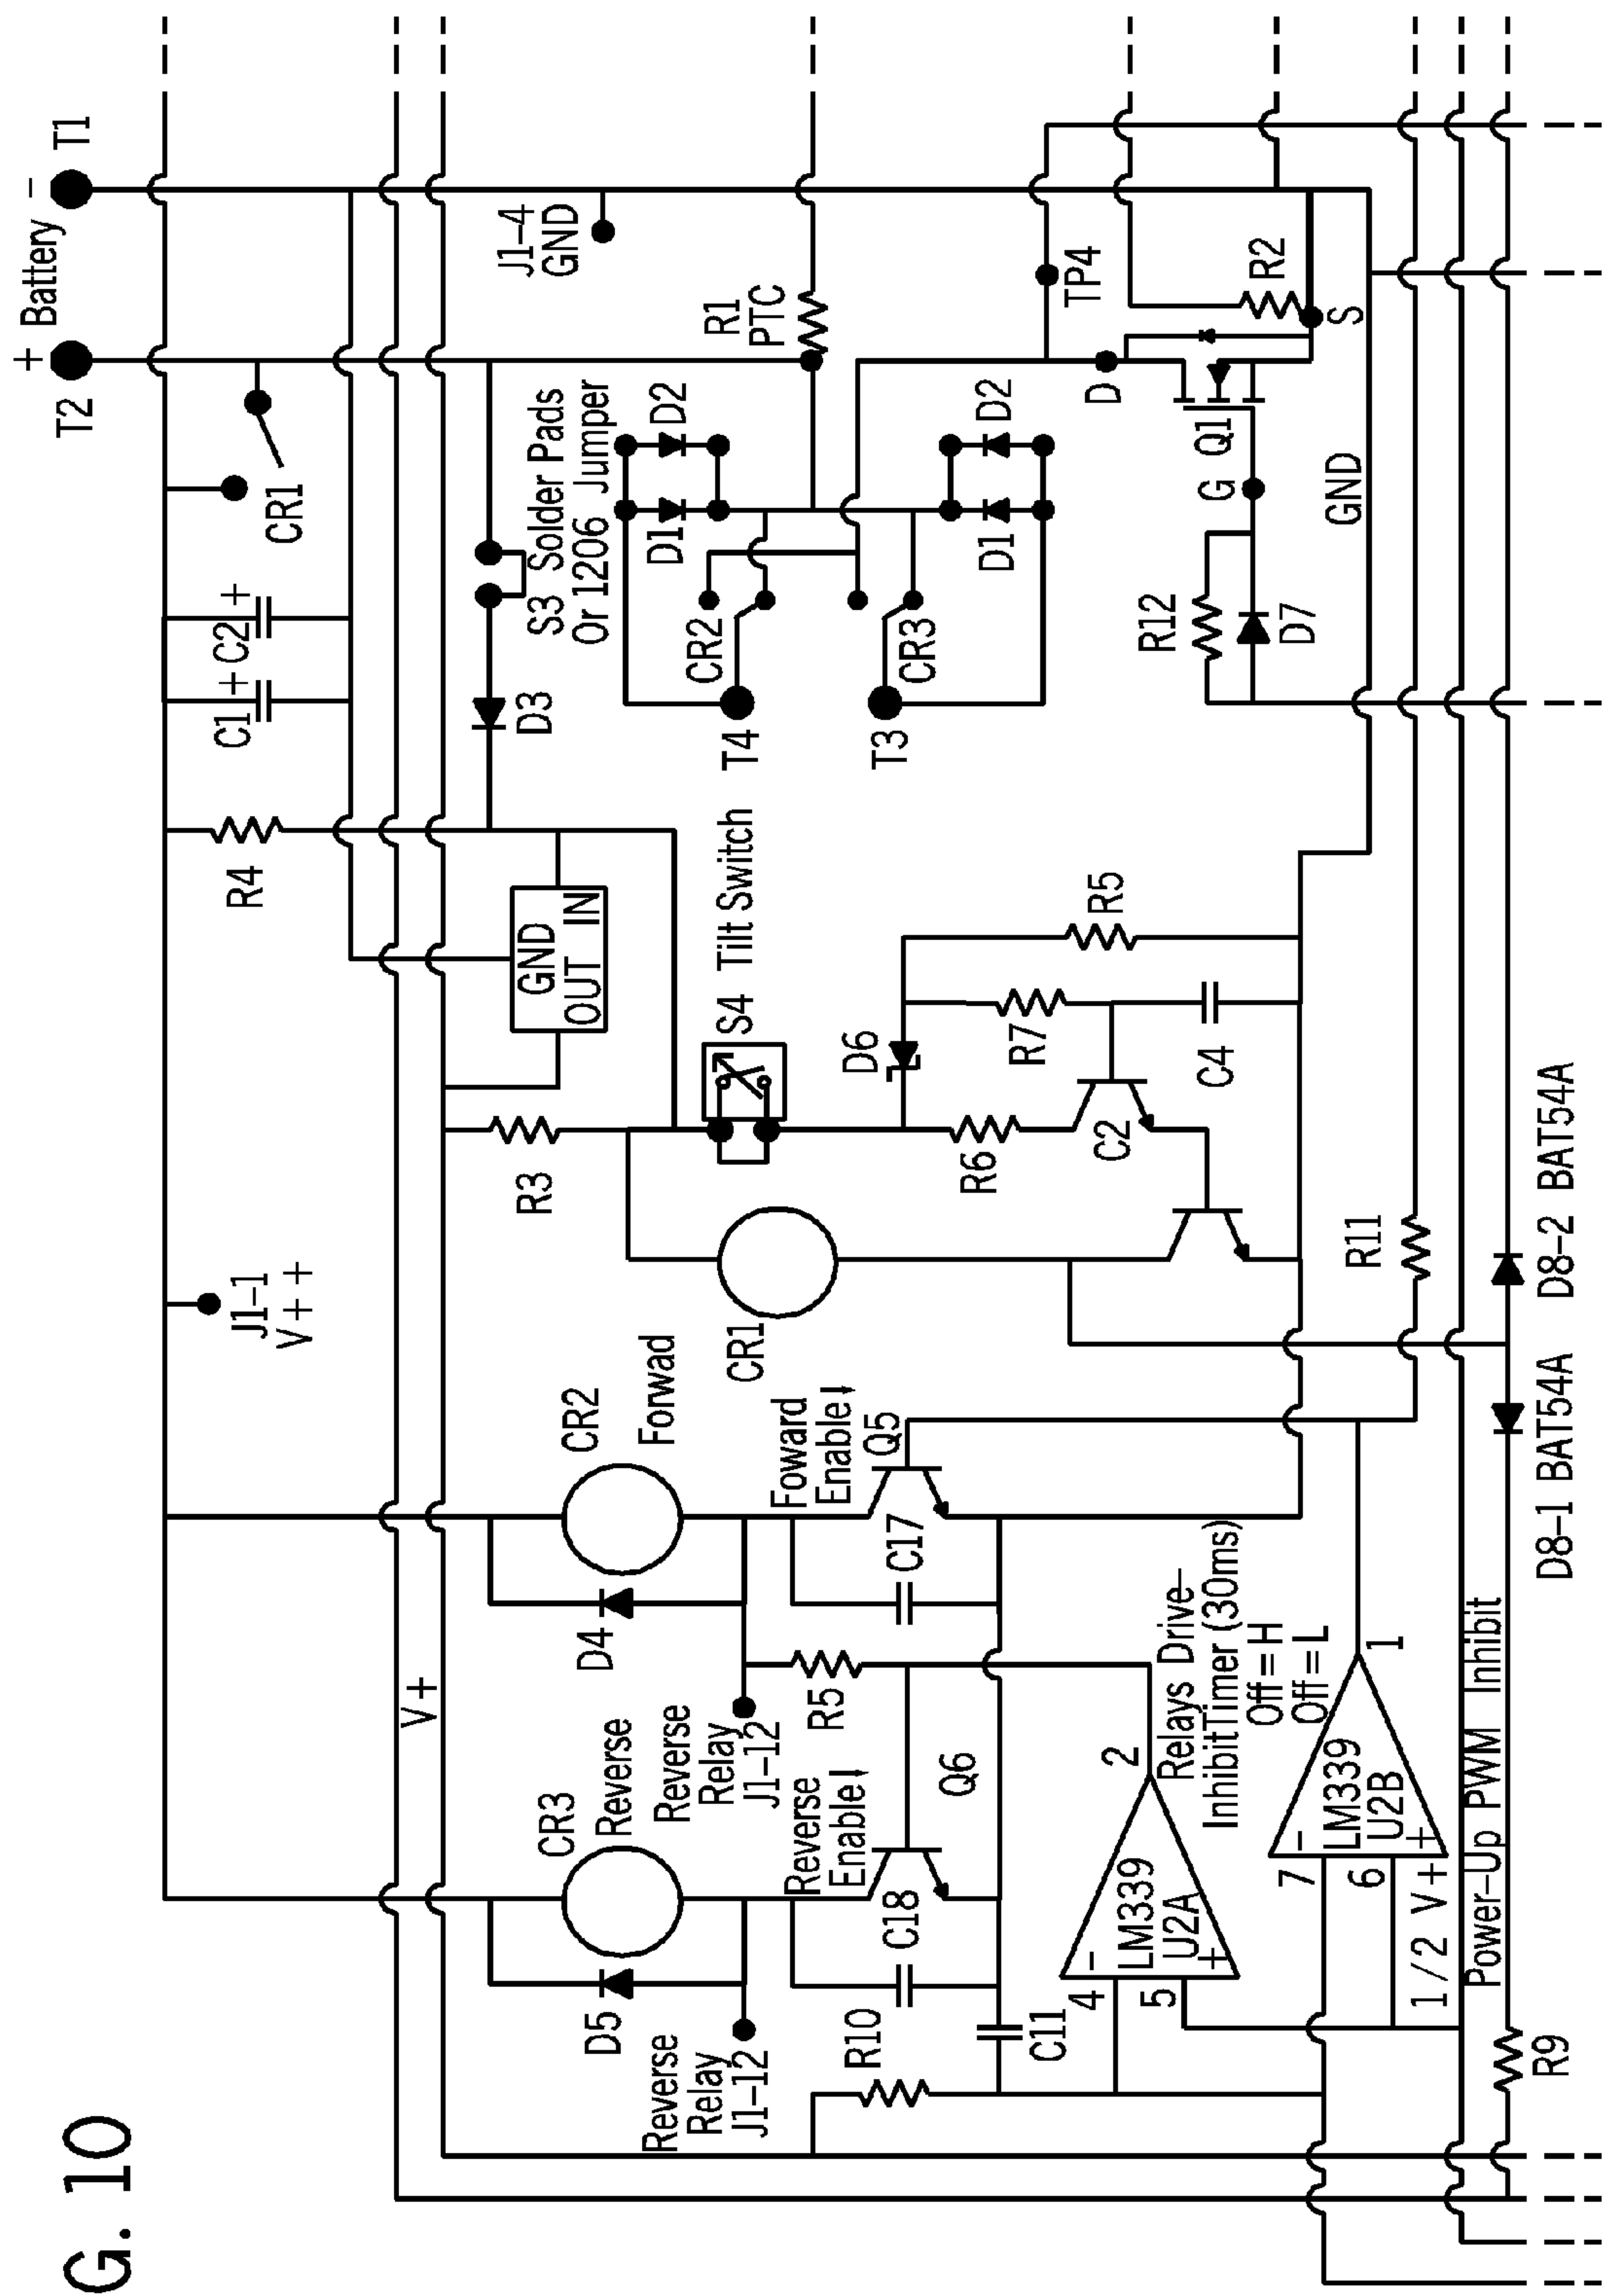 G. 10
+ Battery −
T2
T1
CR1
C1 +
C2 +
R4
J1-1
V++
J1-4
GND
V+
S3 Solder Pads
Or 1206 Jumper
D3
GND
OUT IN
R3
S4 Tilt Switch
R1
PTC
D1
D2
CR2
T4
CR3
T3
D1
D2
TP4
D
R2
S
Q1
G
R12
D7
GND
D6
R5
R7
C4
R6
C2
CR1
CR2
Forwad
D4
Foward
Enable
Q5
C17
CR3
Reverse
D5
Reverse
Relay
J1-12
R5
Reverse
Relay
J1-12
Reverse
Enable
Q6
C18
R10
C11
4
5
−
LM339
U2A
+
2
Relays Drive-
InhibitTimer (30ms)
Off=H
Off=L
7
6
−
LM339
U2B
+
1
1/2 V+
R11
Power-Up PWM Inhibit
R9
D8-1 BAT54A
D8-2 BAT54A